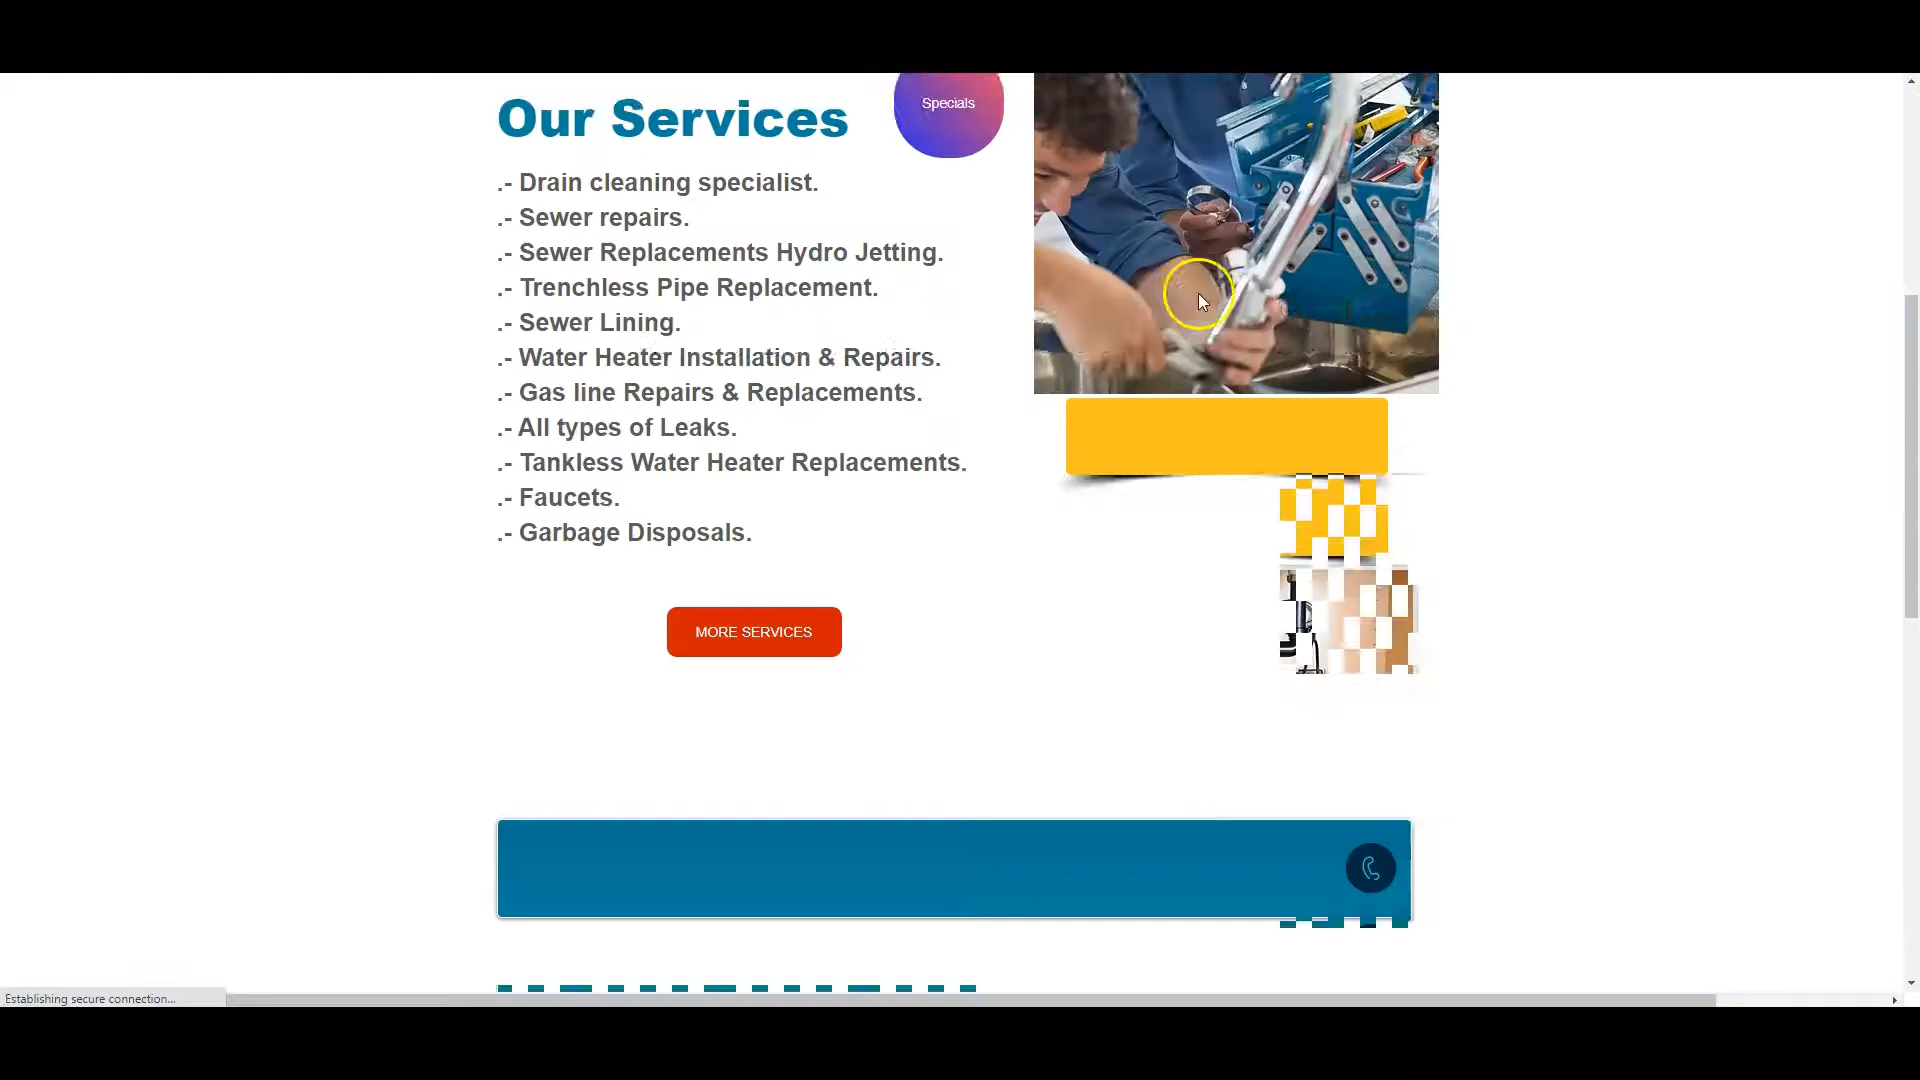 Our Services
Specials
.- Drain cleaning specialist.
.- Sewer repairs.
.- Sewer Replacements Hydro Jetting.
.- Trenchless Pipe Replacement.
.- Sewer Lining.
.- Water Heater Installation & Repairs.
.- Gas line Repairs & Replacements.
.- All types of Leaks.
.- Tankless Water Heater Replacements.
.- Faucets.
.- Garbage Disposals.
MORE SERVICES
Establishing secure connection...